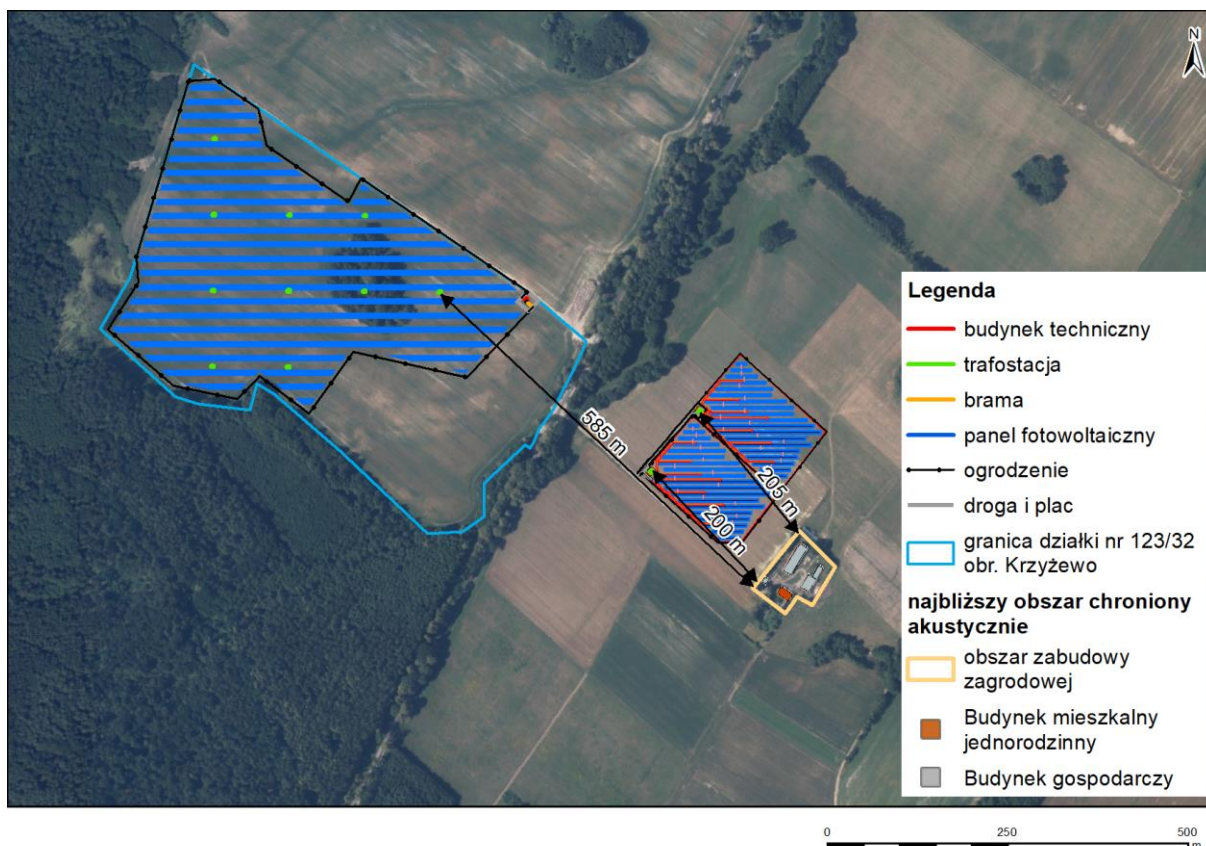 N
585 m
205 m
200 m
Legenda
budynek techniczny
trafostacja
brama
panel fotowoltaiczny
ogrodzenie
droga i plac
granica działki nr 123/32
obr. Krzyżewo
najbliższy obszar chroniony
akustycznie
obszar zabudowy
zagrodowej
Budynek mieszkalny
jednorodzinny
Budynek gospodarczy
0 250 500
m